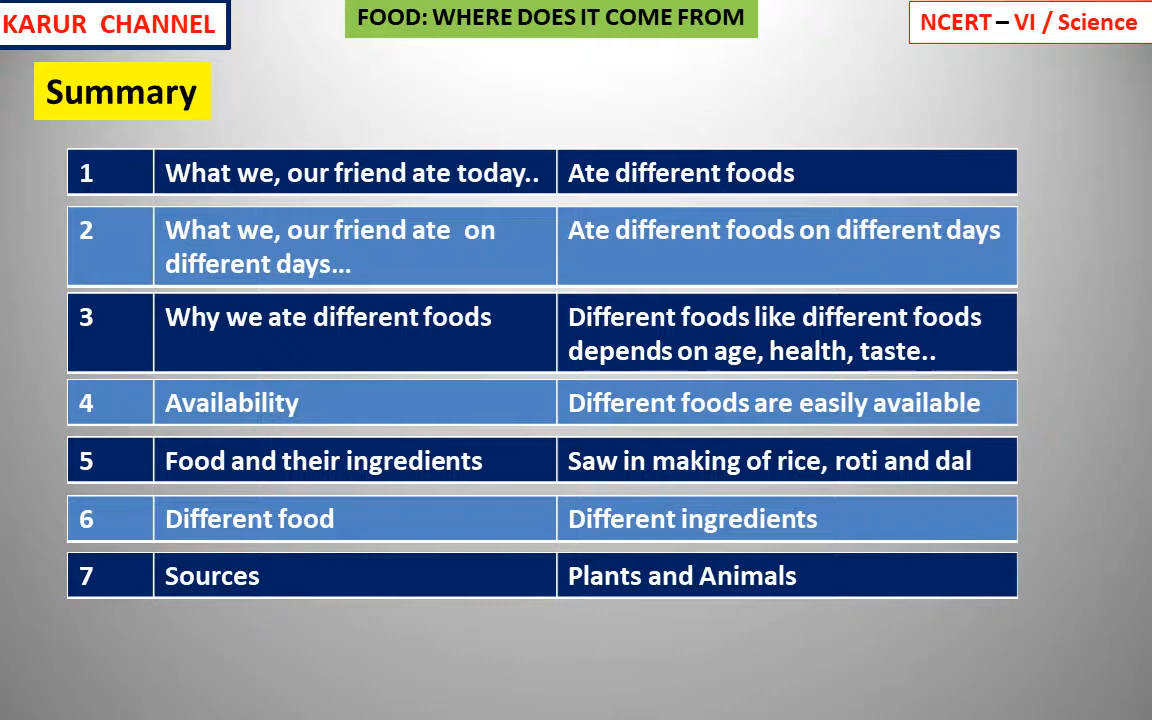 KARUR CHANNEL
FOOD: WHERE DOES IT COME FROM
NCERT – VI / Science
Summary
1 What we, our friend ate today.. Ate different foods
2 What we, our friend ate on Ate different foods on different days
different days...
3 Why we ate different foods Different foods like different foods
depends on age, health, taste..
4 Availability Different foods are easily available
5 Food and their ingredients Saw in making of rice, roti and dal
6 Different food Different ingredients
7 Sources Plants and Animals